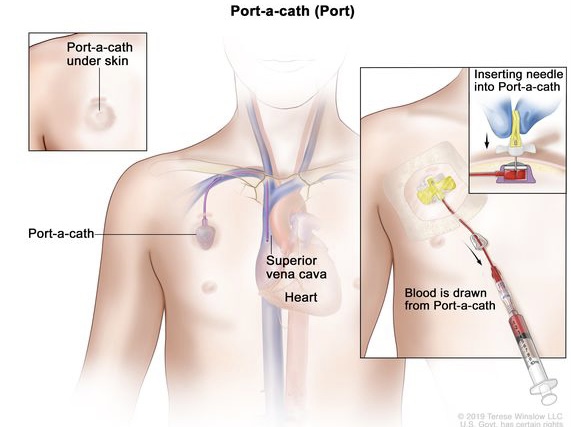 Port-a-cath (Port)
Port-a-cath
under skin
Inserting needle
into Port-a-cath
Port-a-cath
Superior
vena cava
Heart
Blood is drawn
from Port-a-cath
© 2019 Terese Winslow LLC
U.S. Govt. has certain rights